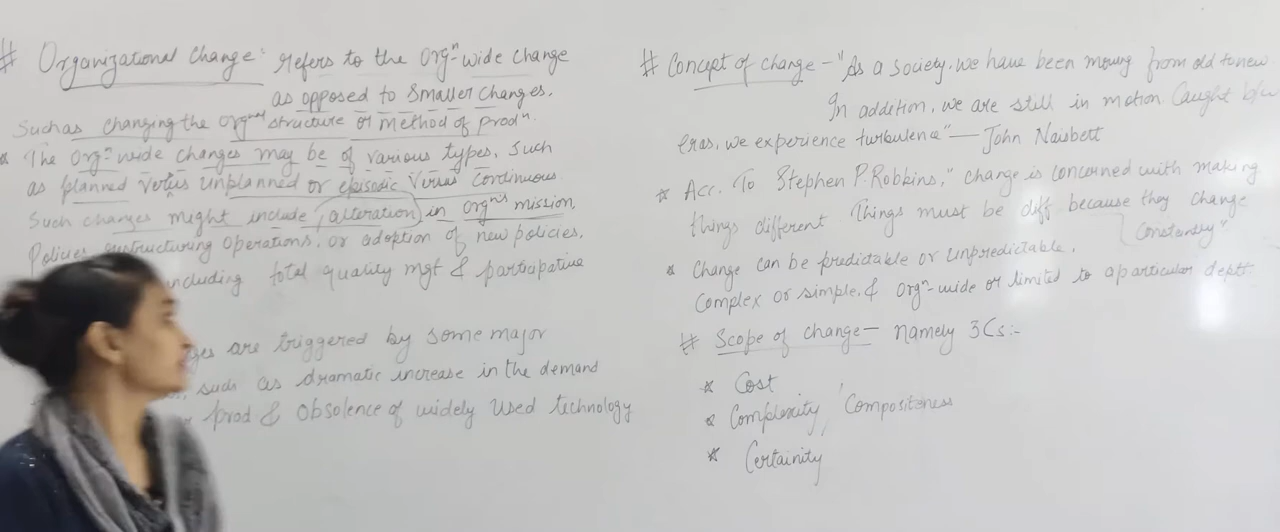 # Organizational Change: refers to the Orgⁿ-wide change
as opposed to smaller changes,
Such as changing the Orgⁿᵃˡ structure or method of prodⁿ.
* The orgⁿ-wide changes may be of various types, such
as planned versus unplanned or episodic versus continuous
Such changes might include (alteration) in orgⁿ'ˢ mission,
Policies, restructuring operations, or adoption of new policies,
including total quality mgt & participative
are triggered by some major
such as dramatic increase in the demand
prod & Obsolence of widely used technology
# Concept of change - "As a society, we have been moving from old to new
In addition, we are still in motion Caught b/w
eras, we experience turbulence" — John Naisbett
* Acc. To Stephen P. Robbins, "change is concerned with making
things different Things must be diff because they change
constantly"
* Change can be predictable or unpredictable,
Complex or simple, & orgⁿ-wide or limited to a particular deptt.
# Scope of change - namely 3Cs:-
* Cost
* Complexity, Compositeness
* Certainity